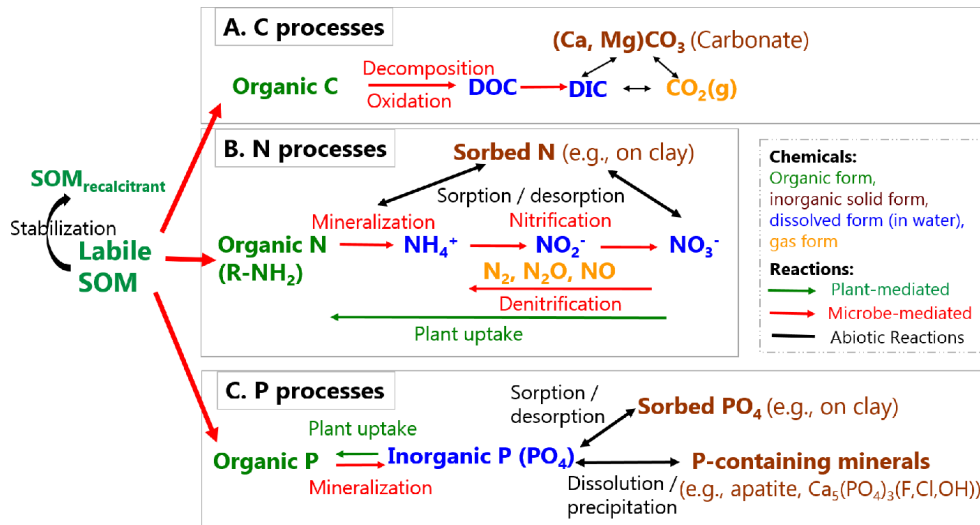 A. C processes
(Ca, Mg)CO₃ (Carbonate)
Decomposition
Organic C
DOC
DIC
CO₂(g)
Oxidation
B. N processes
Sorbed N (e.g., on clay)
Sorption / desorption
Mineralization
Nitrification
Organic N
(R-NH₂)
NH₄⁺
NO₂⁻
NO₃⁻
N₂, N₂O, NO
Denitrification
Plant uptake
SOMrecalcitrant
Stabilization
Labile
SOM
Chemicals:
Organic form,
inorganic solid form,
dissolved form (in water),
gas form
Reactions:
Plant-mediated
Microbe-mediated
Abiotic Reactions
C. P processes
Sorption /
desorption
Sorbed PO₄ (e.g., on clay)
Plant uptake
Organic P
Inorganic P (PO₄)
Mineralization
P-containing minerals
Dissolution /
precipitation
(e.g., apatite, Ca₅(PO₄)₃(F,Cl,OH))